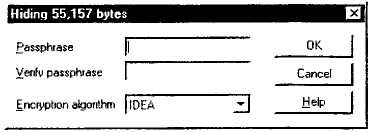 Hiding 55,157 bytes
Passphrase
OK
Verify passphrase
Cancel
Encryption algorithm IDEA
Help